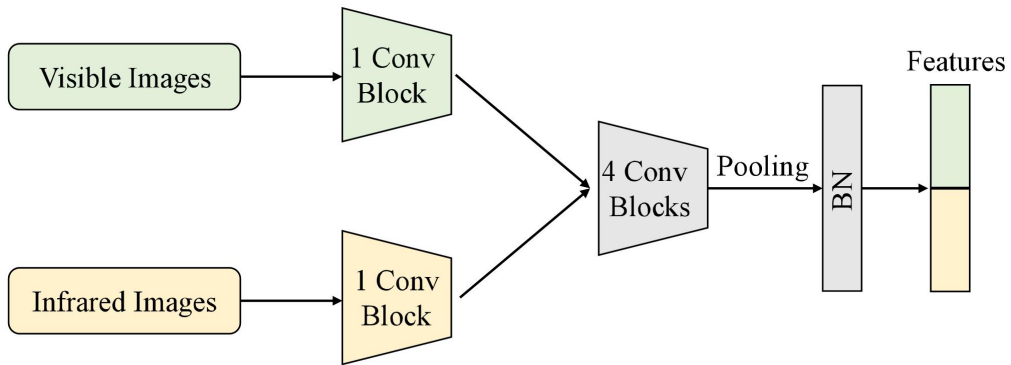 Visible Images
1 Conv
Block
Infrared Images
1 Conv
Block
4 Conv
Blocks
Pooling
BN
Features